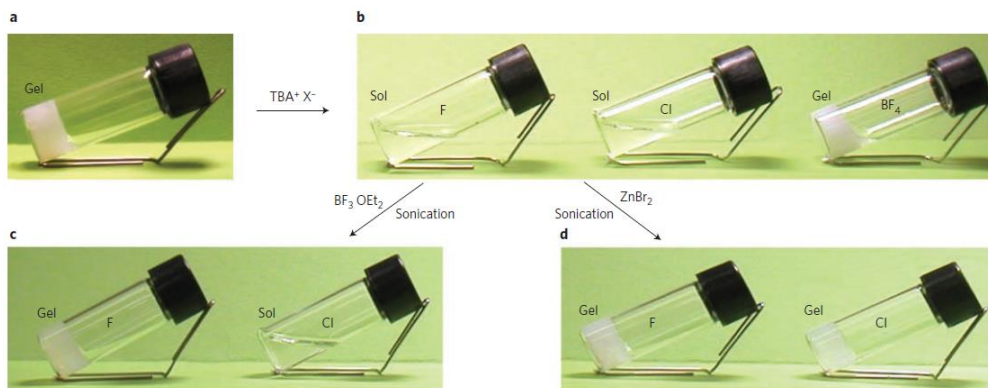 a
b
Gel
TBA⁺ X⁻
Sol
F
Sol
Cl
Gel
BF₄
BF₃ OEt₂
Sonication
Sonication
ZnBr₂
c
d
Gel
F
Sol
Cl
Gel
F
Gel
Cl